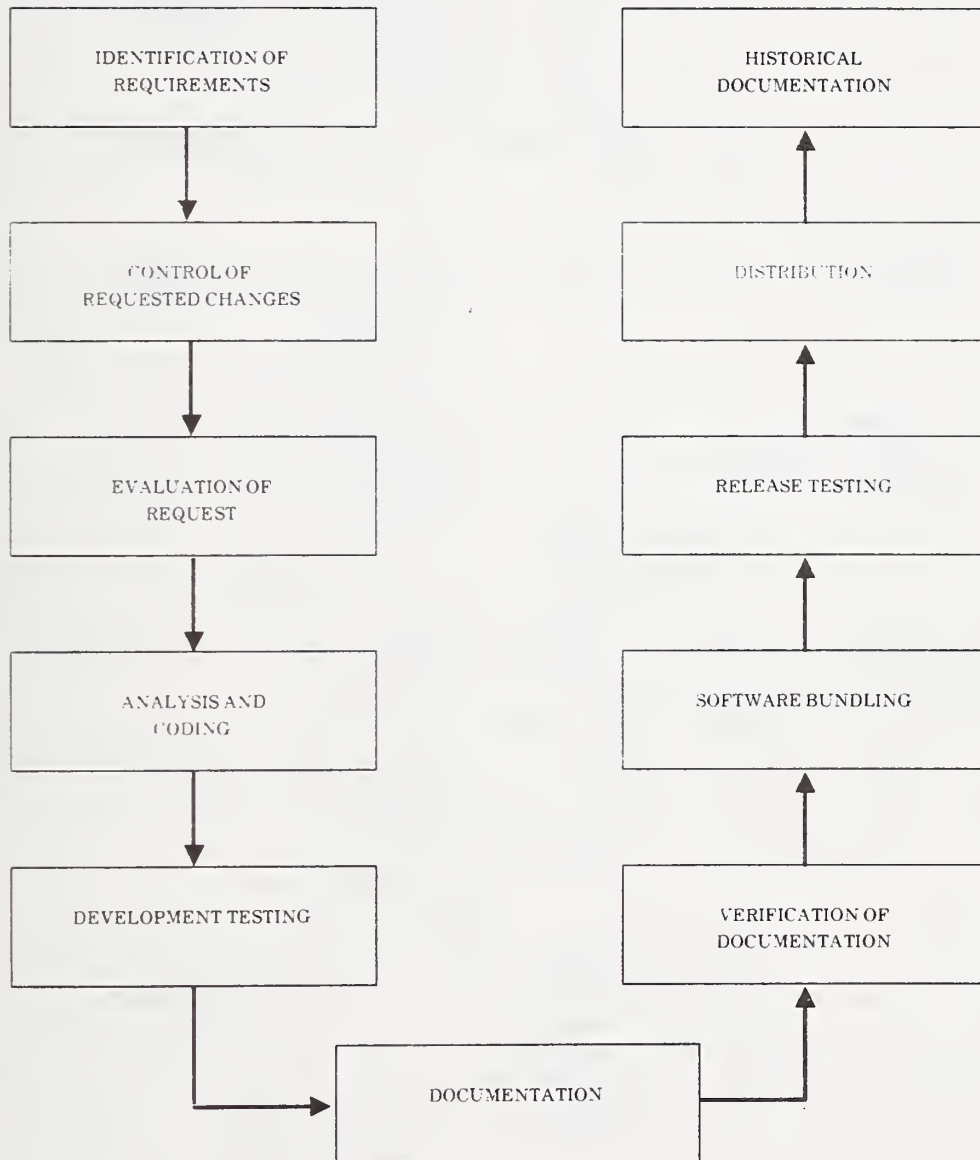 IDENTIFICATION OF
REQUIREMENTS
CONTROL OF
REQUESTED CHANGES
EVALUATION OF
REQUEST
ANALYSIS AND
CODING
DEVELOPMENT TESTING
DOCUMENTATION
VERIFICATION OF
DOCUMENTATION
SOFTWARE BUNDLING
RELEASE TESTING
DISTRIBUTION
HISTORICAL
DOCUMENTATION